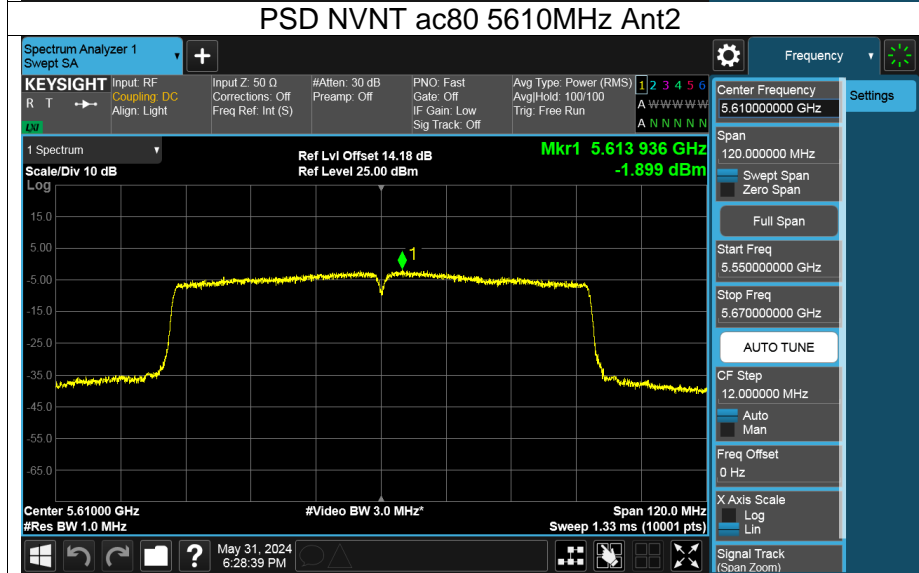 PSD NVNT ac80 5610MHz Ant2
Spectrum Analyzer 1
Swept SA
+
Frequency
KEYSIGHT
R T
LXI
Input: RF
Coupling: DC
Align: Light
Input Z: 50 Ω
Corrections: Off
Freq Ref: Int (S)
#Atten: 30 dB
Preamp: Off
PNO: Fast
Gate: Off
IF Gain: Low
Sig Track: Off
Avg Type: Power (RMS)
Avg|Hold: 100/100
Trig: Free Run
1 2 3 4 5 6
A W W W W W
A N N N N N
1 Spectrum
Scale/Div 10 dB
Ref Lvl Offset 14.18 dB
Ref Level 25.00 dBm
Mkr1 5.613 936 GHz
-1.899 dBm
Log
15.0
5.00
-5.00
-15.0
-25.0
-35.0
-45.0
-55.0
-65.0
1
Center 5.61000 GHz
#Res BW 1.0 MHz
#Video BW 3.0 MHz*
Span 120.0 MHz
Sweep 1.33 ms (10001 pts)
?
May 31, 2024
6:28:39 PM
Center Frequency
5.610000000 GHz
Span
120.000000 MHz
Swept Span
Zero Span
Full Span
Start Freq
5.550000000 GHz
Stop Freq
5.670000000 GHz
AUTO TUNE
CF Step
12.000000 MHz
Auto
Man
Freq Offset
0 Hz
X Axis Scale
Log
Lin
Signal Track
(Span Zoom)
Settings